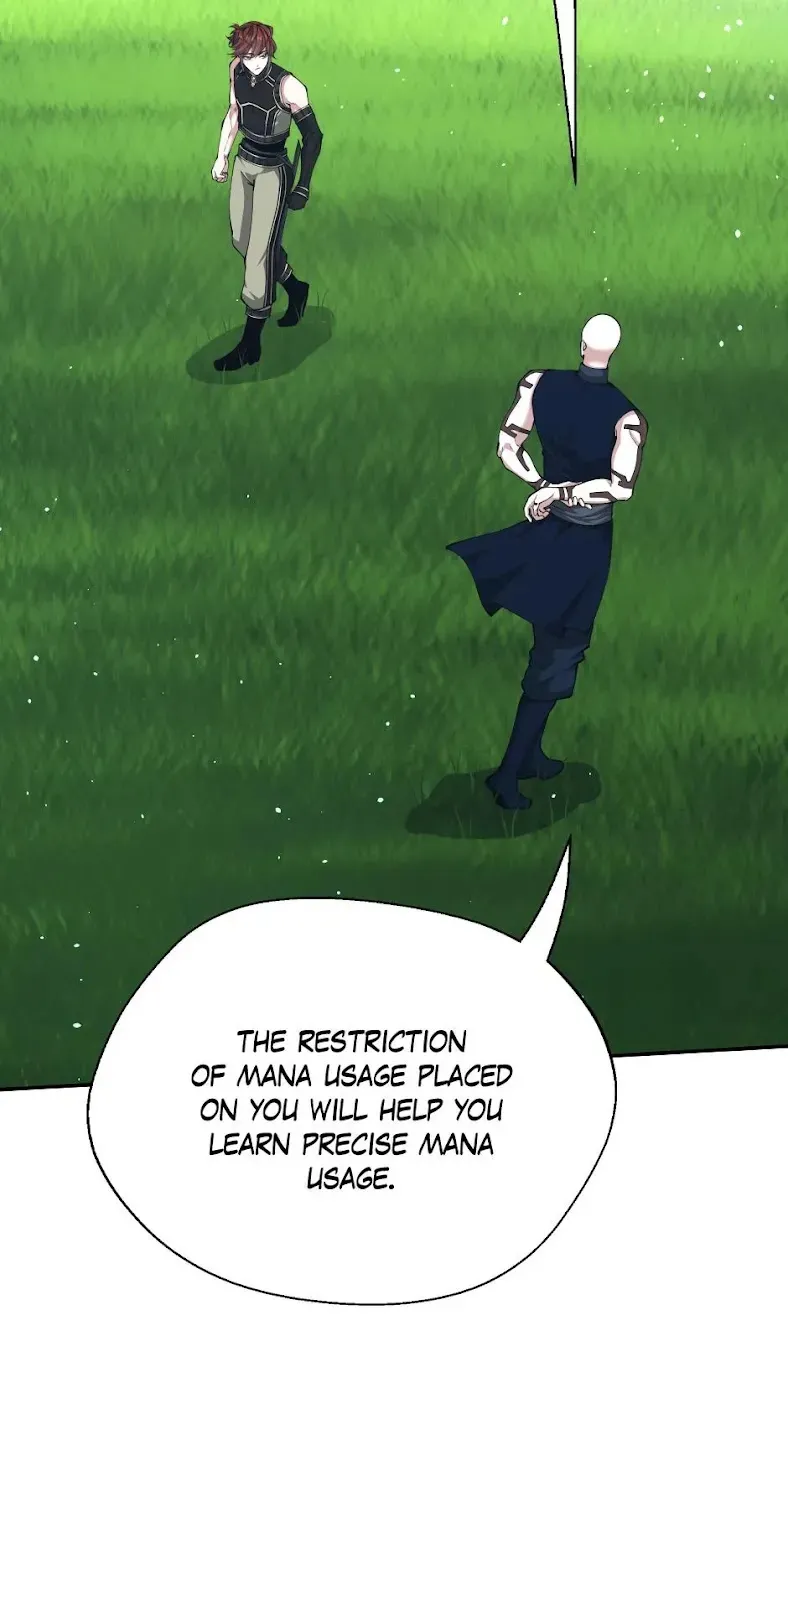 THE RESTRICTION
OF MANA USAGE PLACED
ON YOU WILL HELP YOU
LEARN PRECISE MANA
USAGE.